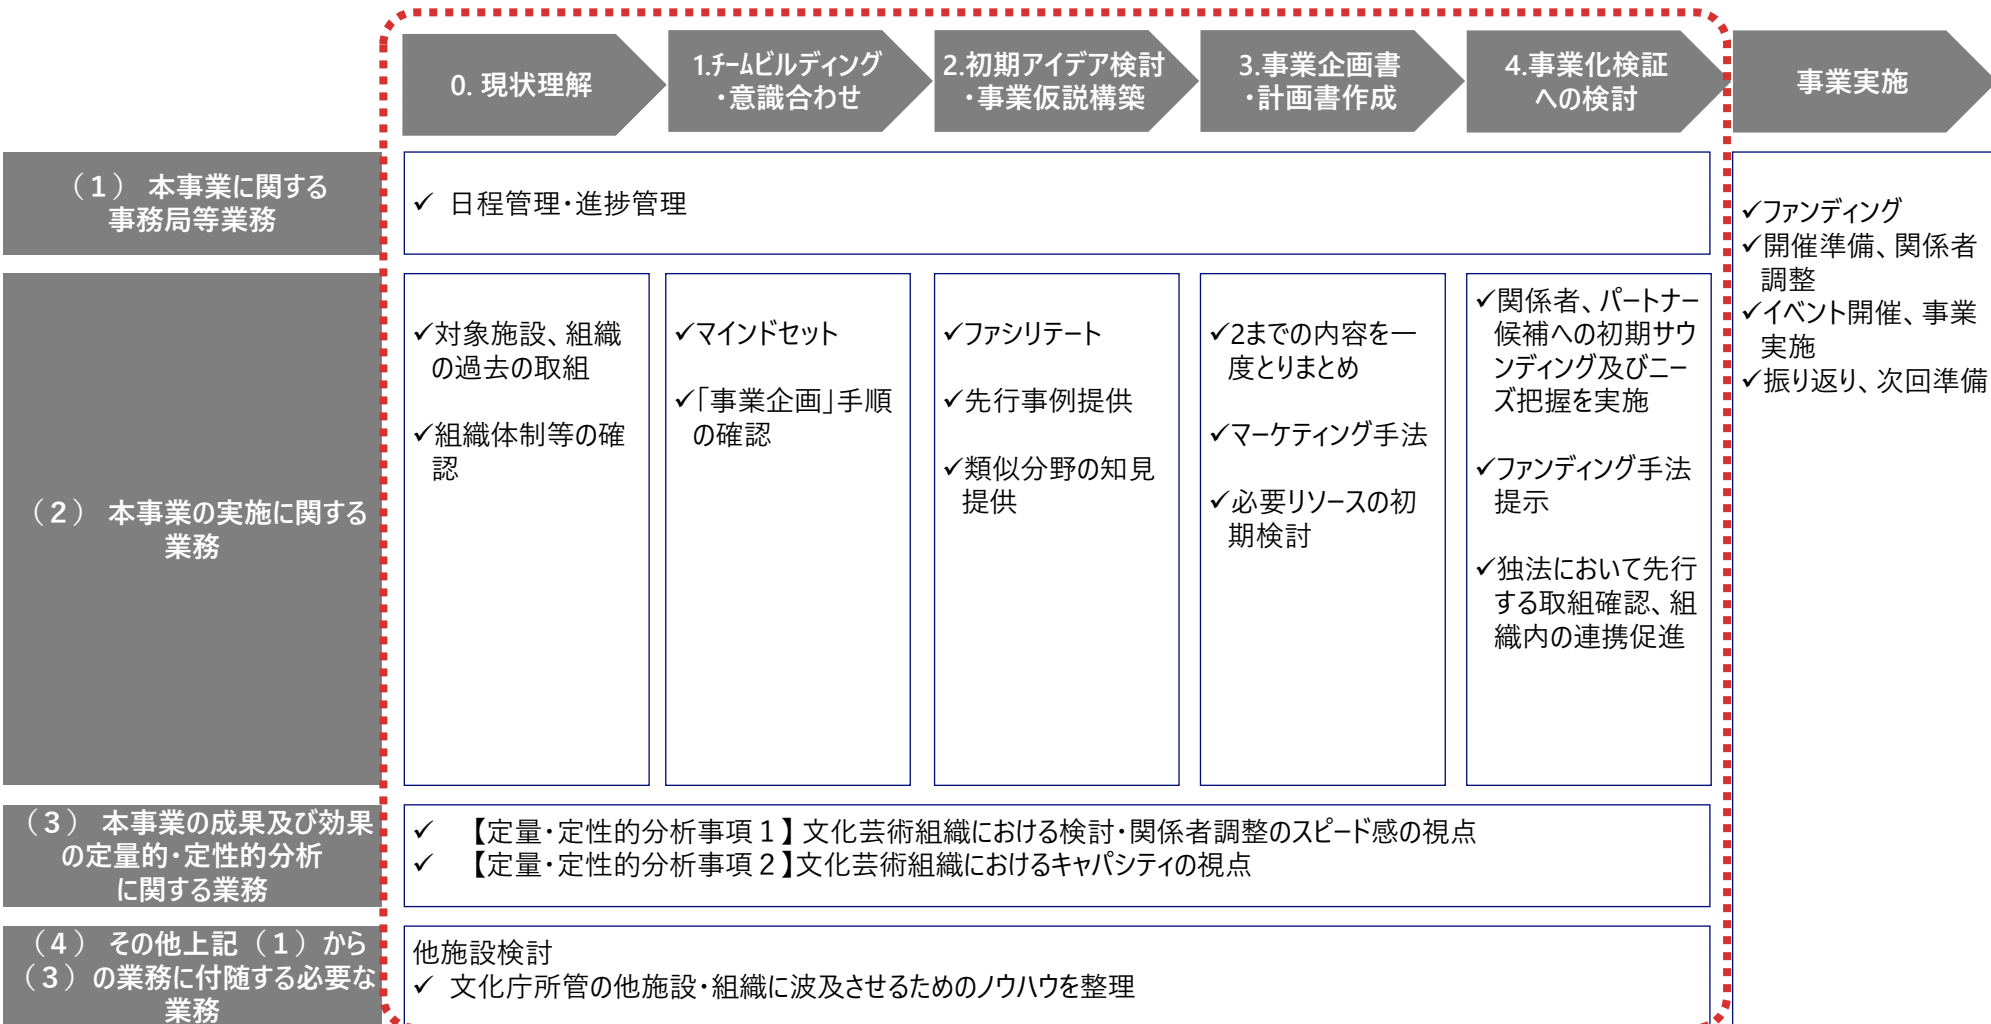 0. 現状理解
1.チームビルディング
・意識合わせ
2.初期アイデア検討
・事業仮説構築
3.事業企画書
・計画書作成
4.事業化検証
への検討
事業実施
（１） 本事業に関する
事務局等業務
✓ 日程管理・進捗管理
✓ファンディング
✓開催準備、関係者
調整
✓イベント開催、事業
実施
✓振り返り、次回準備
（２） 本事業の実施に関する
業務
✓対象施設、組織
の過去の取組
✓組織体制等の確
認
✓マインドセット
✓「事業企画」手順
の確認
✓ファシリテート
✓先行事例提供
✓類似分野の知見
提供
✓2までの内容を一
度とりまとめ
✓マーケティング手法
✓必要リソースの初
期検討
✓関係者、パートナー
候補への初期サウ
ンディング及びニー
ズ把握を実施
✓ファンディング手法
提示
✓独法において先行
する取組確認、組
織内の連携促進
（３） 本事業の成果及び効果
の定量的・定性的分析
に関する業務
✓ 【定量・定性的分析事項１】文化芸術組織における検討・関係者調整のスピード感の視点
✓ 【定量・定性的分析事項２】文化芸術組織におけるキャパシティの視点
（４） その他上記（１）から
（３）の業務に付随する必要な
業務
他施設検討
✓ 文化庁所管の他施設・組織に波及させるためのノウハウを整理